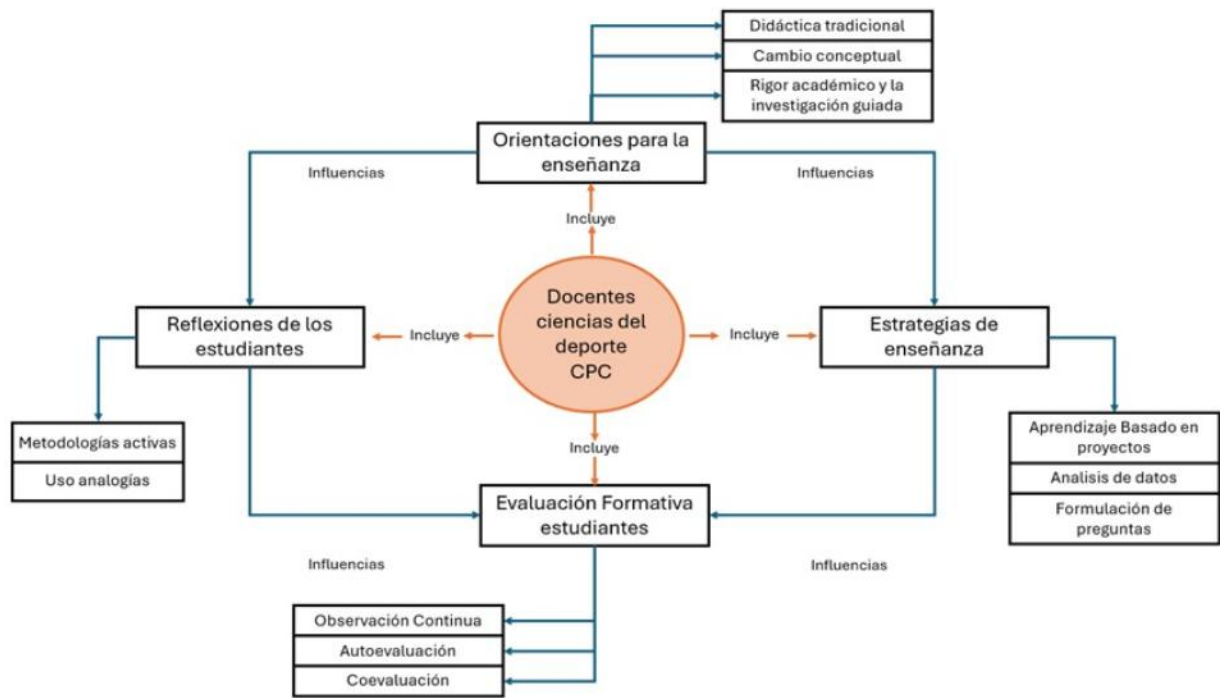 Didáctica tradicional
Cambio conceptual
Rigor académico y la
investigación guiada
Orientaciones para la
enseñanza
Influencias
Influencias
Incluye
Docentes
ciencias del
deporte
CPC
Reflexiones de los
estudiantes
Incluye
Incluye
Estrategias de
enseñanza
Metodologías activas
Uso analogías
Aprendizaje Basado en
proyectos
Analisis de datos
Formulación de
preguntas
Incluye
Evaluación Formativa
estudiantes
Influencias
Influencias
Observación Continua
Autoevaluación
Coevaluación